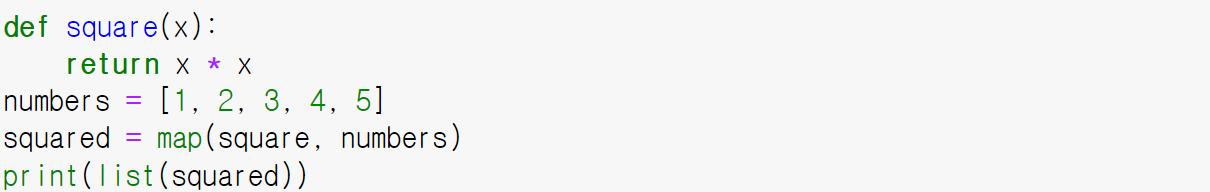 def square(x):
    return x * x
numbers = [1, 2, 3, 4, 5]
squared = map(square, numbers)
print(list(squared))